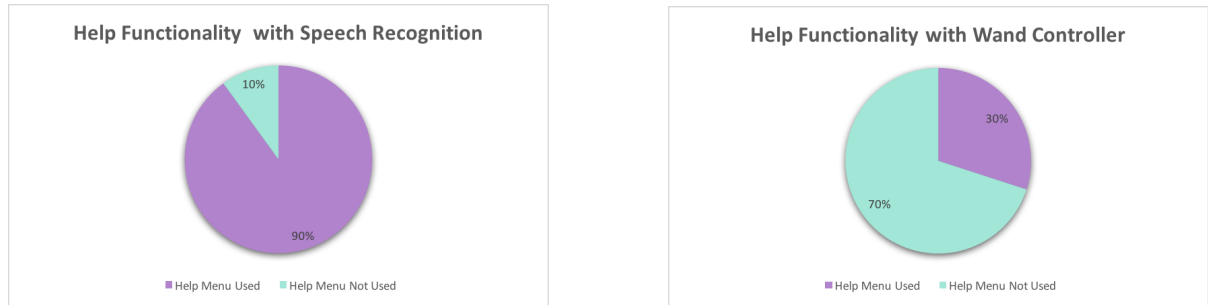 Help Functionality with Speech Recognition
10%
90%
Help Menu Used
Help Menu Not Used
Help Functionality with Wand Controller
30%
70%
Help Menu Used
Help Menu Not Used